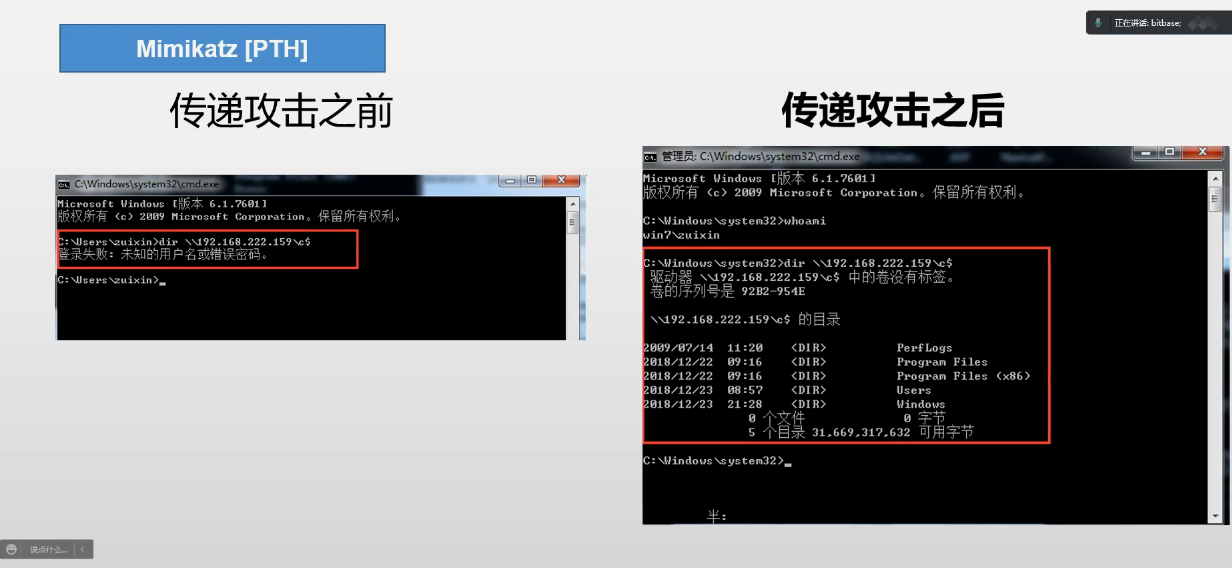 Mimikatz [PTH]
正在讲话: bitbase;
传递攻击之前
传递攻击之后
C:\Windows\system32\cmd.exe
Microsoft Windows [版本 6.1.7601]
版权所有 (c) 2009 Microsoft Corporation。保留所有权利。
C:\Users\zuixin>dir \\192.168.222.159\c$
登录失败: 未知的用户名或错误密码。
C:\Users\zuixin>_
管理员: C:\Windows\system32\cmd.exe
Microsoft Windows [版本 6.1.7601]
版权所有 (c) 2009 Microsoft Corporation。保留所有权利。
C:\Windows\system32>whoami
win7\zuixin
C:\Windows\system32>dir \\192.168.222.159\c$
驱动器 \\192.168.222.159\c$ 中的卷没有标签。
卷的序列号是 92B2-954E
\\192.168.222.159\c$ 的目录
2009/07/14 11:20 <DIR> PerfLogs
2018/12/22 09:16 <DIR> Program Files
2018/12/22 09:16 <DIR> Program Files (x86)
2018/12/23 08:57 <DIR> Users
2018/12/23 21:28 <DIR> Windows
0 个文件 0 字节
5 个目录 31,669,317,632 可用字节
C:\Windows\system32>_
半:
说点什么...